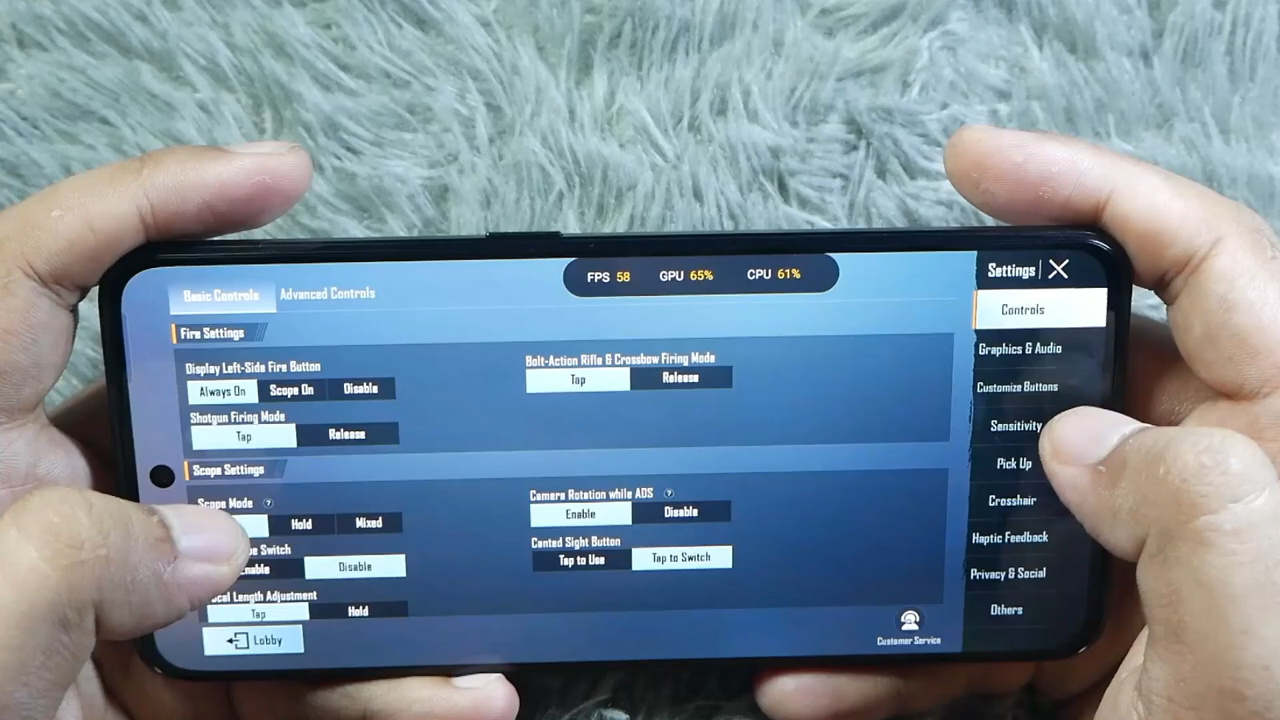 FPS 58 GPU 65% CPU 61%
Settings
Basic Controls Advanced Controls
Controls
Graphics & Audio
Customize Buttons
Sensitivity
Pick Up
Crosshair
Haptic Feedback
Privacy & Social
Others
Fire Settings
Display Left-Side Fire Button
Always On Scope On Disable
Bolt-Action Rifle & Crossbow Firing Mode
Tap Release
Shotgun Firing Mode
Tap Release
Scope Settings
Scope Mode ?
Hold Mixed
Camera Rotation while ADS ?
Enable Disable
Switch
Disable
Canted Sight Button
Tap to Use Tap to Switch
Length Adjustment
Tap Hold
Lobby
Customer Service